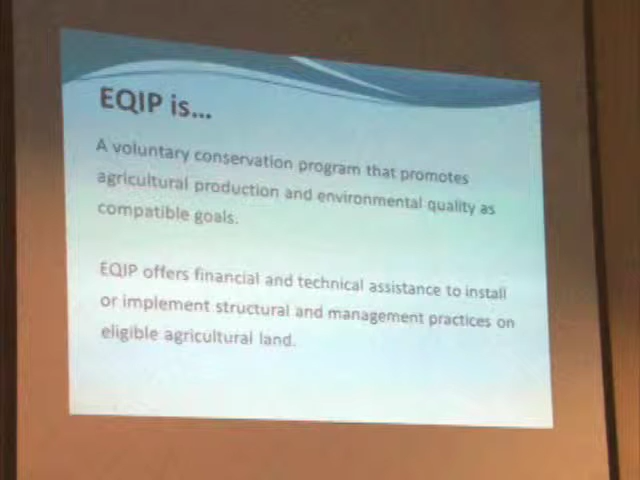 EQIP is...
A voluntary conservation program that promotes
agricultural production and environmental quality as
compatible goals.
EQIP offers financial and technical assistance to install
or implement structural and management practices on
eligible agricultural land.